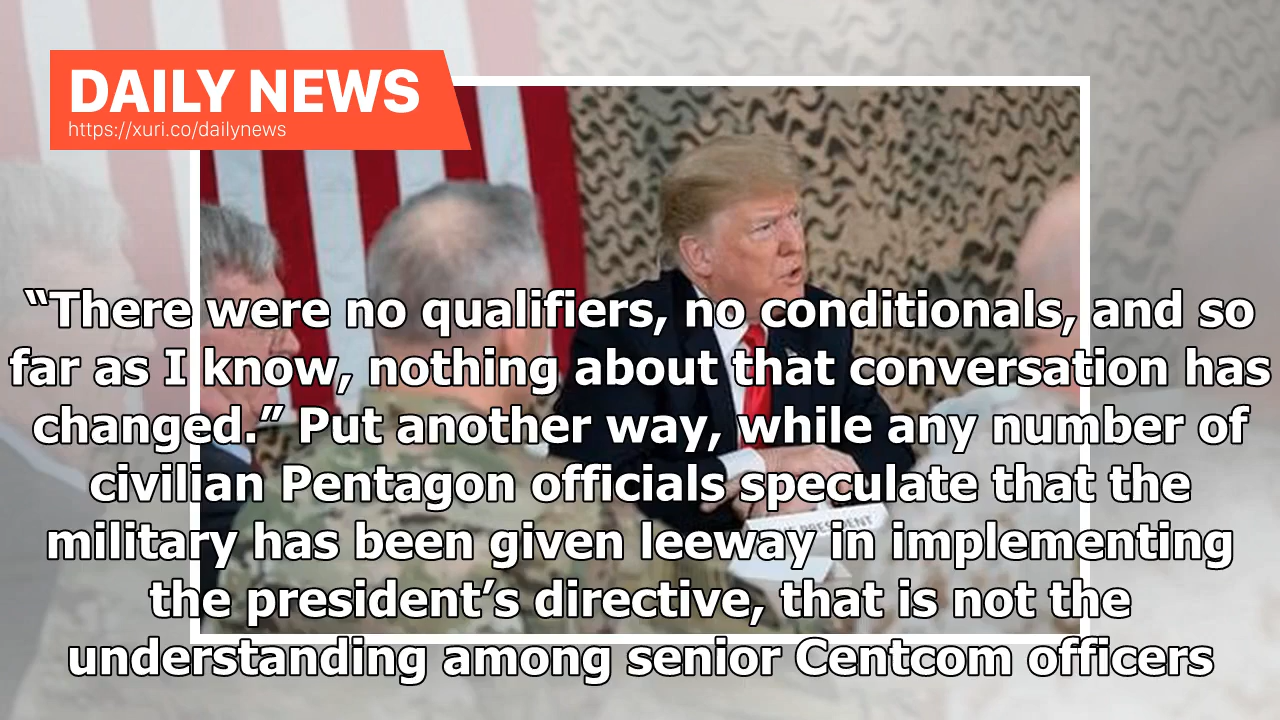 DAILY NEWS
https://xuri.co/dailynews
“There were no qualifiers, no conditionals, and so
far as I know, nothing about that conversation has
changed.” Put another way, while any number of
civilian Pentagon officials speculate that the
military has been given leeway in implementing
the president’s directive, that is not the
understanding among senior Centcom officers
PRESIDENT